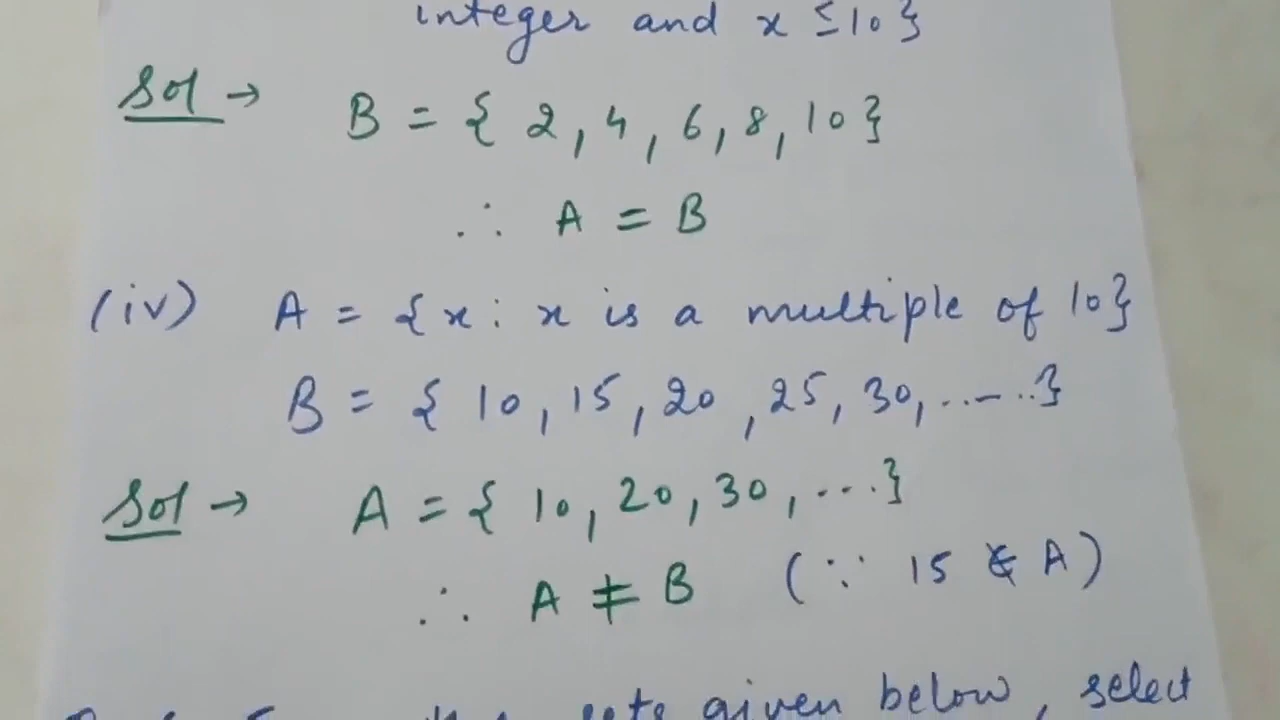 integer and x ≤ 10}
Sol → B = { 2, 4, 6, 8, 10}
∴ A = B
(iv) A = {x : x is a multiple of 10}
B = { 10, 15, 20, 25, 30, ..... }
Sol → A = { 10, 20, 30, ... }
∴ A ≠ B (∵ 15 ∉ A)
sets given below, select